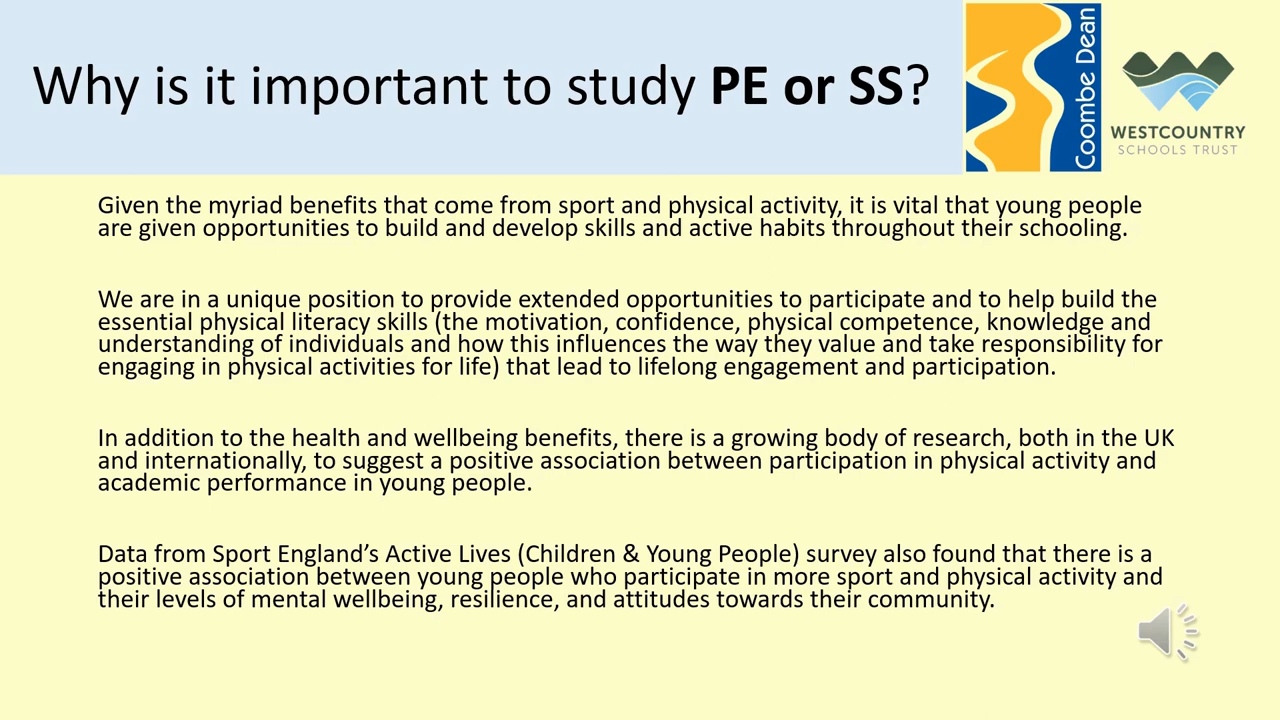 Why is it important to study PE or SS?
Coombe Dean
WESTCOUNTRY
SCHOOLS TRUST
Given the myriad benefits that come from sport and physical activity, it is vital that young people
are given opportunities to build and develop skills and active habits throughout their schooling.
We are in a unique position to provide extended opportunities to participate and to help build the
essential physical literacy skills (the motivation, confidence, physical competence, knowledge and
understanding of individuals and how this influences the way they value and take responsibility for
engaging in physical activities for life) that lead to lifelong engagement and participation.
In addition to the health and wellbeing benefits, there is a growing body of research, both in the UK
and internationally, to suggest a positive association between participation in physical activity and
academic performance in young people.
Data from Sport England’s Active Lives (Children & Young People) survey also found that there is a
positive association between young people who participate in more sport and physical activity and
their levels of mental wellbeing, resilience, and attitudes towards their community.